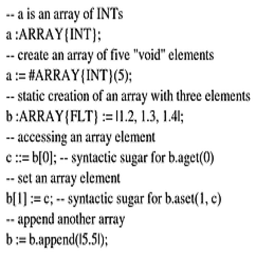 -- a is an array of INTs
a :ARRAY{INT};
-- create an array of five "void" elements
a := #ARRAY{INT}(5);
-- static creation of an array with three elements
b :ARRAY{FLT} := |1.2, 1.3, 1.4|;
-- accessing an array element
c ::= b[0]; -- syntactic sugar for b.aget(0)
-- set an array element
b[1] := c; -- syntactic sugar for b.aset(1, c)
-- append another array
b := b.append(|5.5|);